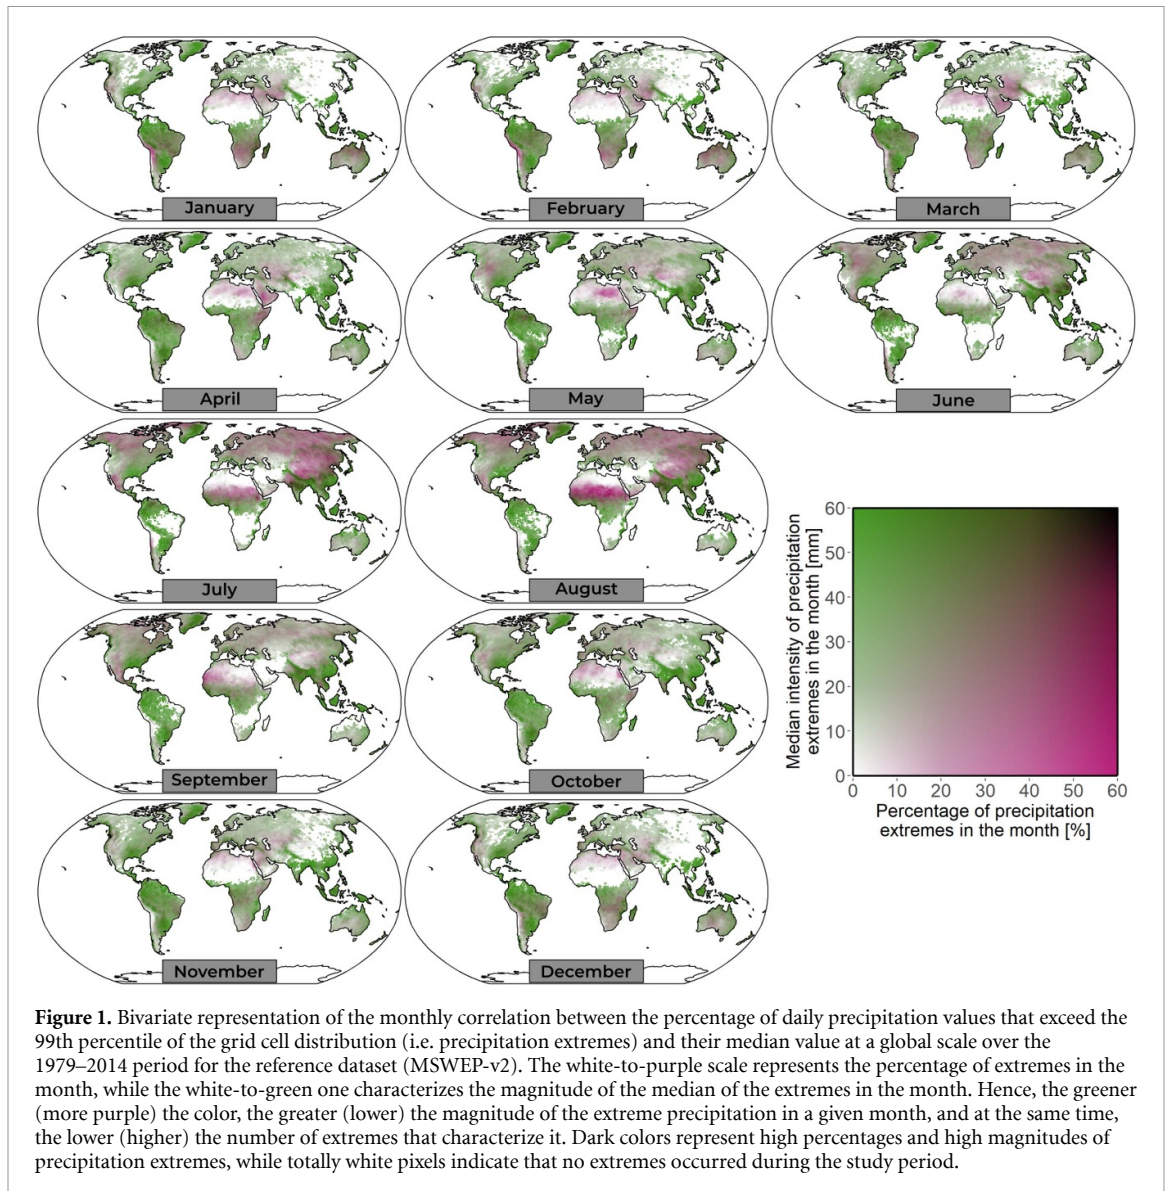 January
February
March
April
May
June
July
August
September
October
November
December
Median intensity of precipitation
extremes in the month [mm]
60
50
40
30
20
10
0
0 10 20 30 40 50 60
Percentage of precipitation
extremes in the month [%]
Figure 1. Bivariate representation of the monthly correlation between the percentage of daily precipitation values that exceed the
99th percentile of the grid cell distribution (i.e. precipitation extremes) and their median value at a global scale over the
1979–2014 period for the reference dataset (MSWEP-v2). The white-to-purple scale represents the percentage of extremes in the
month, while the white-to-green one characterizes the magnitude of the median of the extremes in the month. Hence, the greener
(more purple) the color, the greater (lower) the magnitude of the extreme precipitation in a given month, and at the same time,
the lower (higher) the number of extremes that characterize it. Dark colors represent high percentages and high magnitudes of
precipitation extremes, while totally white pixels indicate that no extremes occurred during the study period.